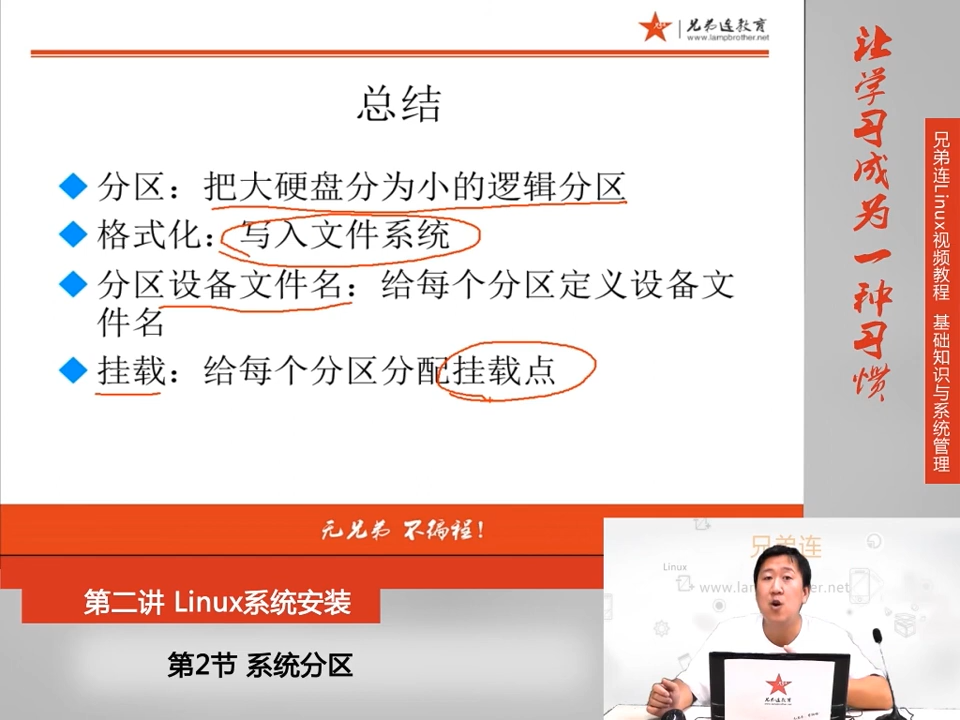 兄弟连教育
www.lampbrother.net
总结
分区：把大硬盘分为小的逻辑分区
格式化：写入文件系统
分区设备文件名：给每个分区定义设备文
件名
挂载：给每个分区分配挂载点
无兄弟 不编程！
第二讲 Linux系统安装
第2节 系统分区
让学习成为一种习惯
兄弟连Linux视频教程 基础知识与系统管理
兄弟连
Linux
兄弟连教育